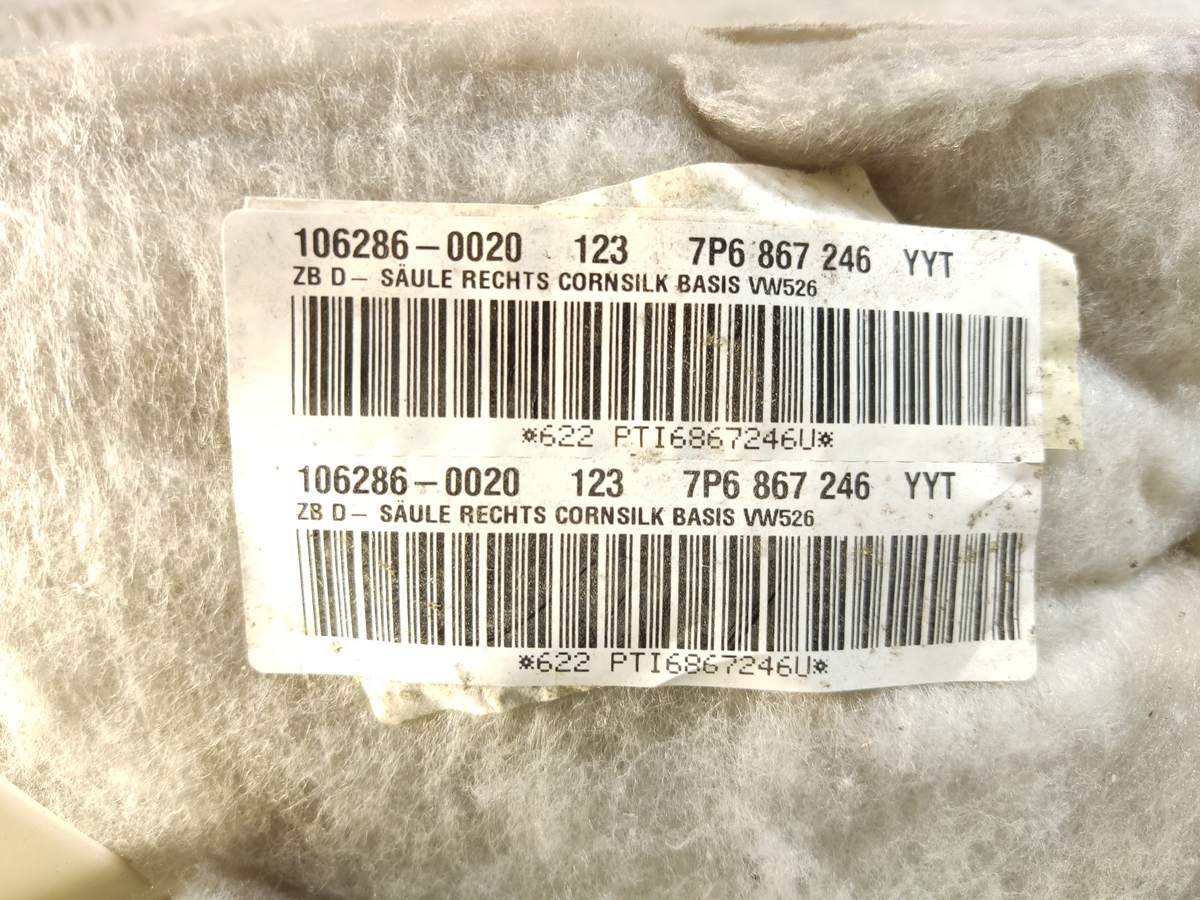 106286-0020 123 7P6 867 246 YYT
ZB D- SÄULE RECHTS CORNSILK BASIS VW526
*622 PTI6867246U*
106286-0020 123 7P6 867 246 YYT
ZB D- SÄULE RECHTS CORNSILK BASIS VW526
*622 PTI6867246U*